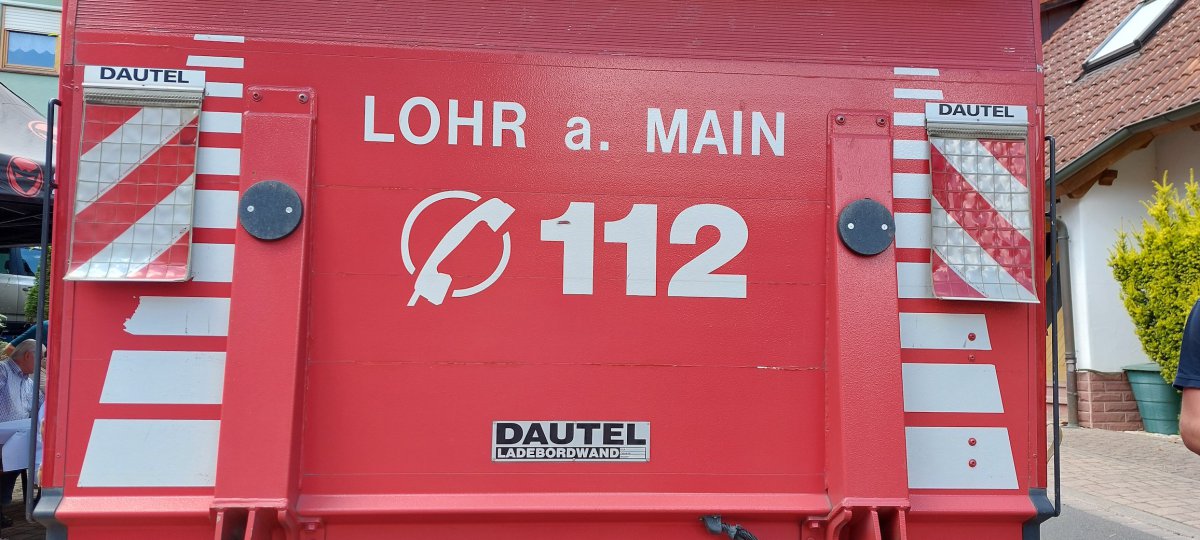 DAUTEL
DAUTEL
LOHR a. MAIN
112
DAUTEL
LADEBORDWAND